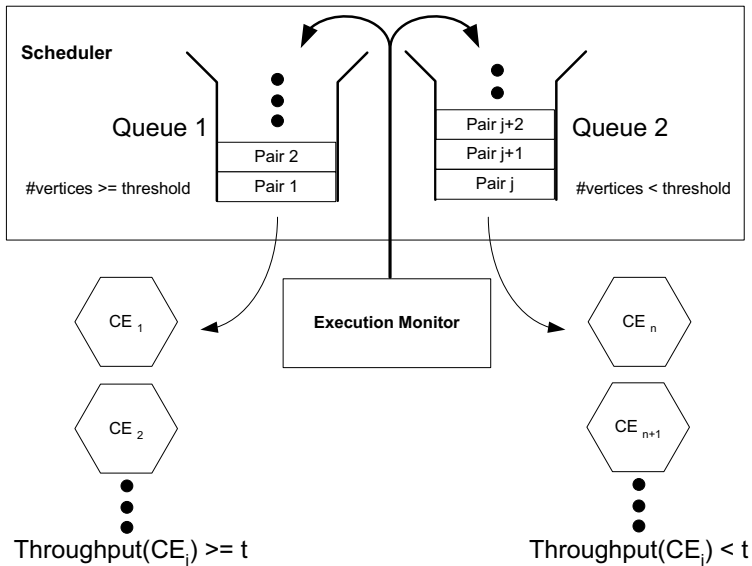 Scheduler
Queue 1
Pair 2
Pair 1
#vertices >= threshold
Pair j+2
Pair j+1
Pair j
Queue 2
#vertices < threshold
Execution Monitor
CE 1
CE 2
Throughput(CEi) >= t
CE n
CE n+1
Throughput(CEi) < t